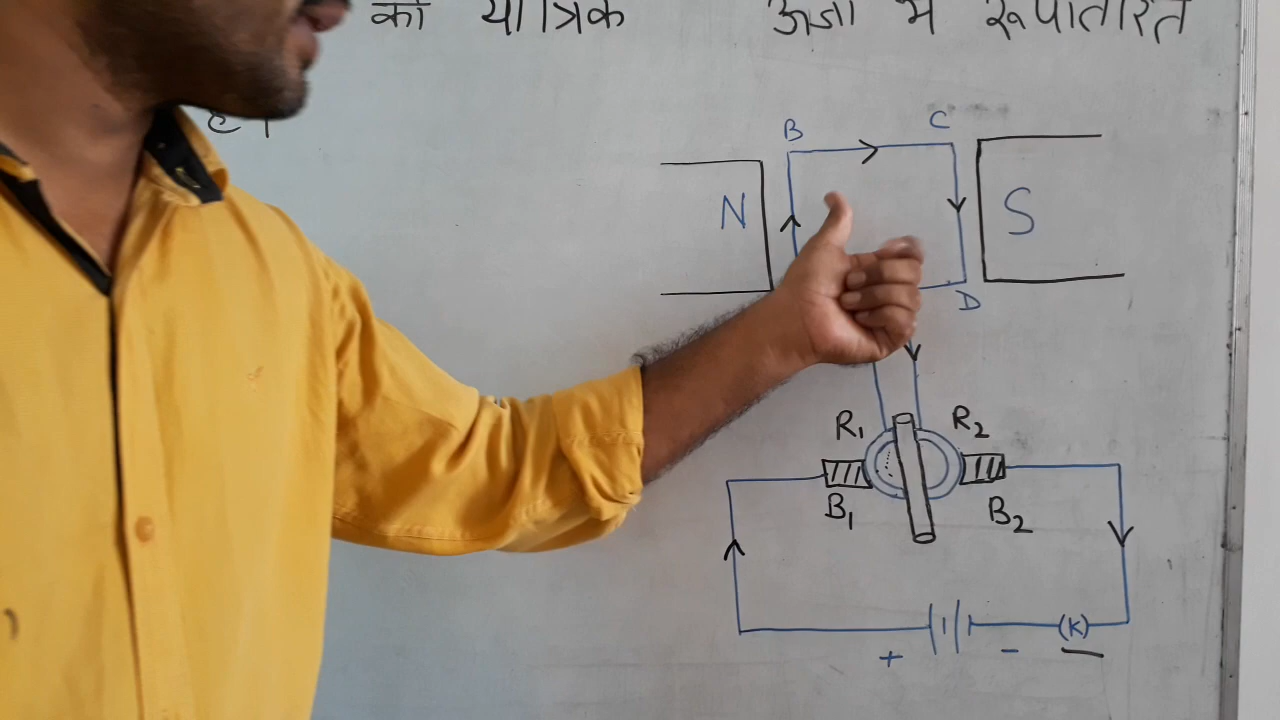 को यांत्रिक ऊर्जा में रूपांतरित
है।
B C
N S
D
R₁ R₂
B₁ B₂
(K)
+ -